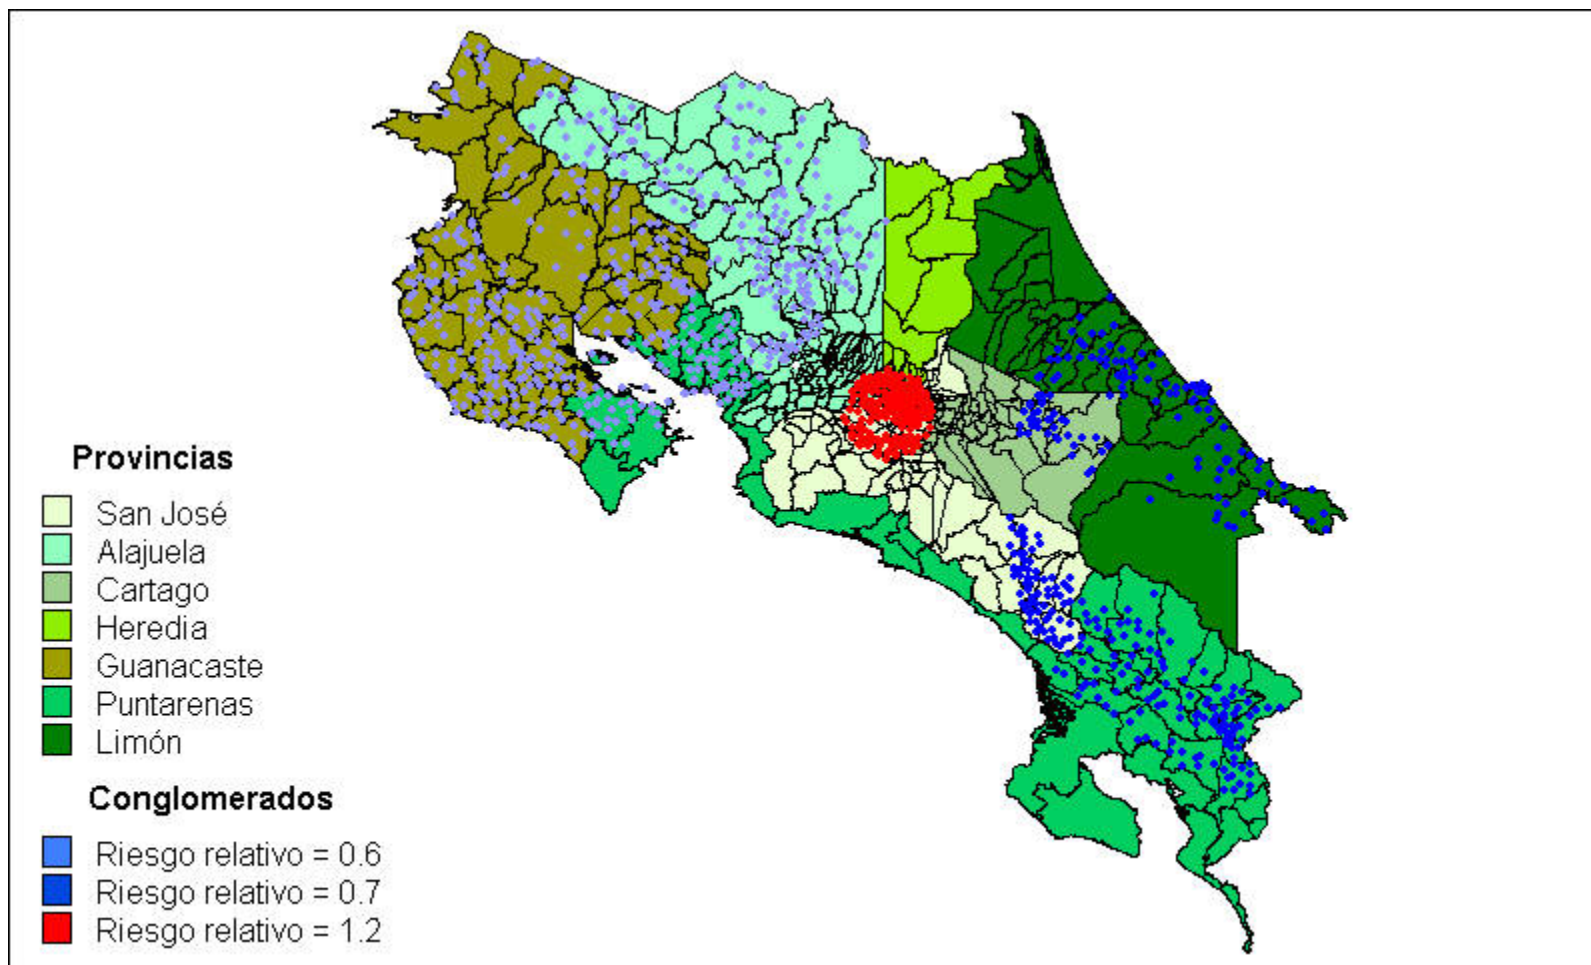 Provincias
San José
Alajuela
Cartago
Heredia
Guanacaste
Puntarenas
Limón
Conglomerados
Riesgo relativo = 0.6
Riesgo relativo = 0.7
Riesgo relativo = 1.2